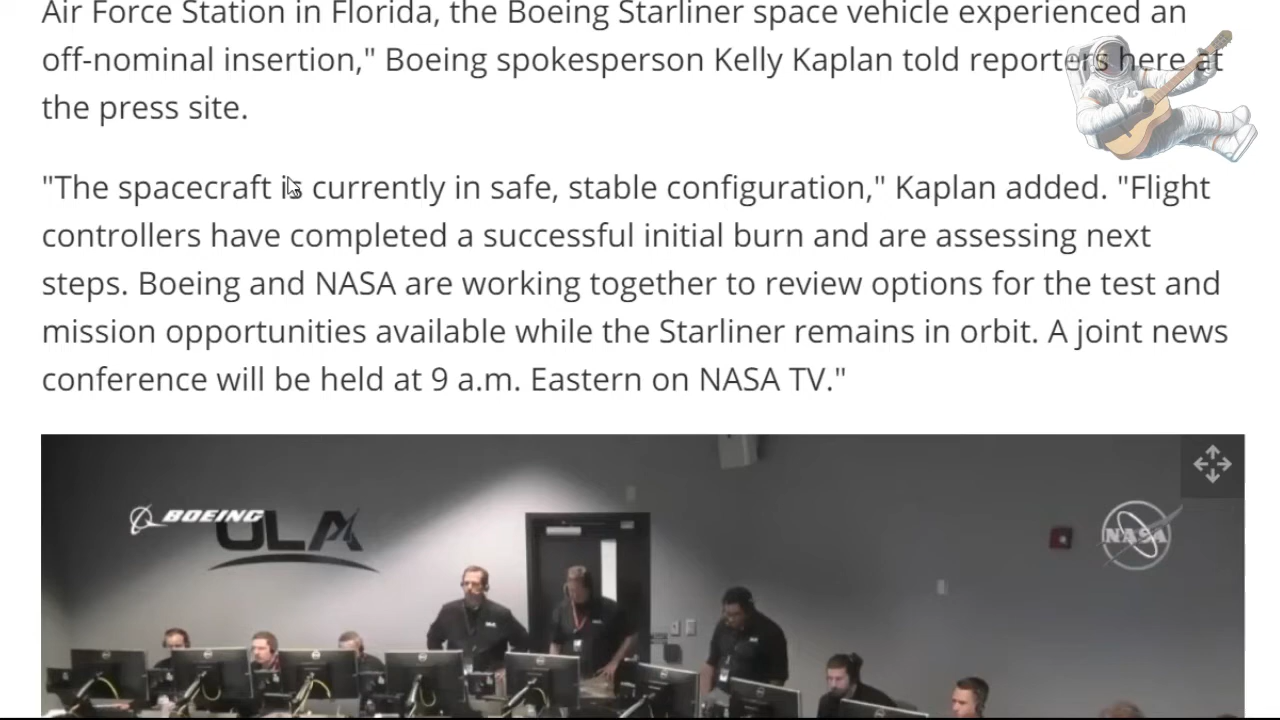 Air Force Station in Florida, the Boeing Starliner space vehicle experienced an
off-nominal insertion," Boeing spokesperson Kelly Kaplan told reporters here at
the press site.
"The spacecraft is currently in safe, stable configuration," Kaplan added. "Flight
controllers have completed a successful initial burn and are assessing next
steps. Boeing and NASA are working together to review options for the test and
mission opportunities available while the Starliner remains in orbit. A joint news
conference will be held at 9 a.m. Eastern on NASA TV."
BOEING
ULA
NASA